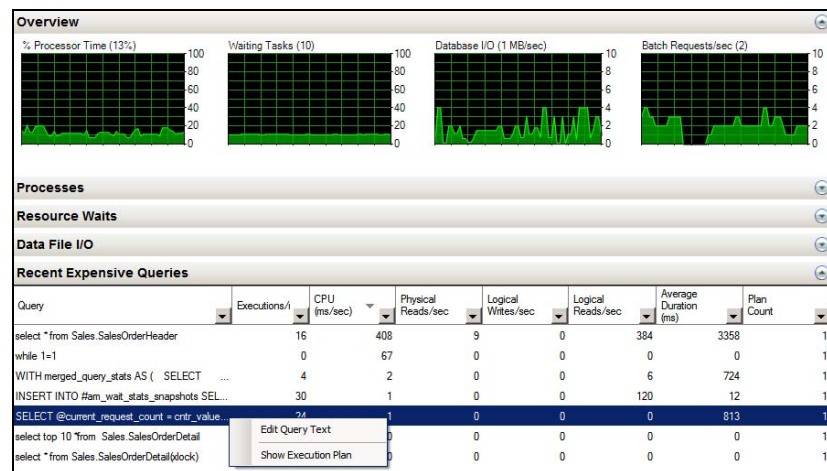 Overview
% Processor Time (13%) Waiting Tasks (10) Database I/O (1 MB/sec) Batch Requests/sec (2)
100 100 10 10
80 80 8 8
60 60 6 6
40 40 4 4
20 20 2 2
0 0 0 0
Processes
Resource Waits
Data File I/O
Recent Expensive Queries
Query Executions/ CPU (ms/sec) Physical Reads/sec Logical Writes/sec Logical Reads/sec Average Duration (ms) Plan Count
select * from Sales.SalesOrderHeader 16 408 9 0 384 3358 1
while 1=1 0 67 0 0 0 0 1
WITH merged_query_stats AS ( SELECT ... 4 2 0 0 6 724 1
INSERT INTO #am_wait_stats_snapshots SEL... 30 1 0 0 120 12 1
SELECT @current_request_count = cntr_value... 24 1 0 0 0 813 1
select top 10 *from Sales.SalesOrderDetail 0 0 0 0 0 1
select * from Sales.SalesOrderDetail(xlock) 0 0 0 0 0 1
Edit Query Text
Show Execution Plan